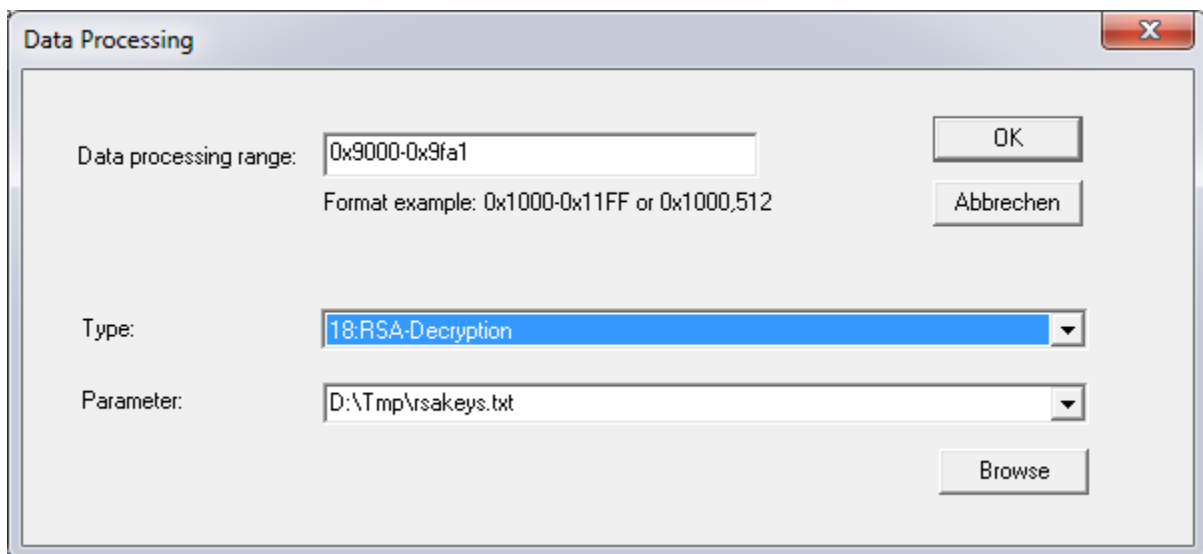 Data Processing
Data processing range: 0x9000-0x9fa1 OK
Format example: 0x1000-0x11FF or 0x1000,512 Abbrechen
Type: 18:RSA-Decryption
Parameter: D:\Tmp\rsakeys.txt
Browse